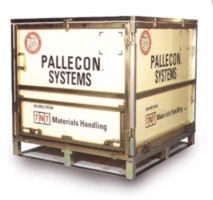 PALLECON
SYSTEMS
TNT Materials Handling
PALLECON
SYSTEMS
TNT Materials Handling